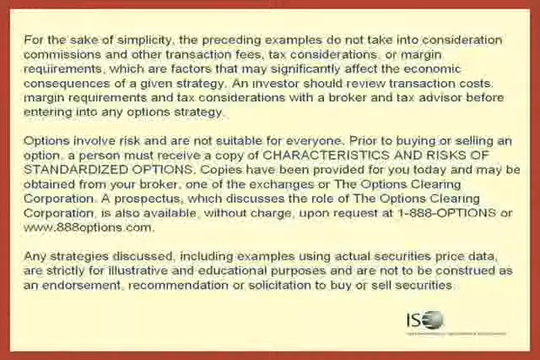 For the sake of simplicity, the preceding examples do not take into consideration
commissions and other transaction fees, tax considerations, or margin
requirements, which are factors that may significantly affect the economic
consequences of a given strategy. An investor should review transaction costs,
margin requirements and tax considerations with a broker and tax advisor before
entering into any options strategy.
Options involve risk and are not suitable for everyone. Prior to buying or selling an
option, a person must receive a copy of CHARACTERISTICS AND RISKS OF
STANDARDIZED OPTIONS. Copies have been provided for you today and may be
obtained from your broker, one of the exchanges or The Options Clearing
Corporation. A prospectus, which discusses the role of The Options Clearing
Corporation, is also available, without charge, upon request at 1-888-OPTIONS or
www.888options.com.
Any strategies discussed, including examples using actual securities price data,
are strictly for illustrative and educational purposes and are not to be construed as
an endorsement, recommendation or solicitation to buy or sell securities.
ISE